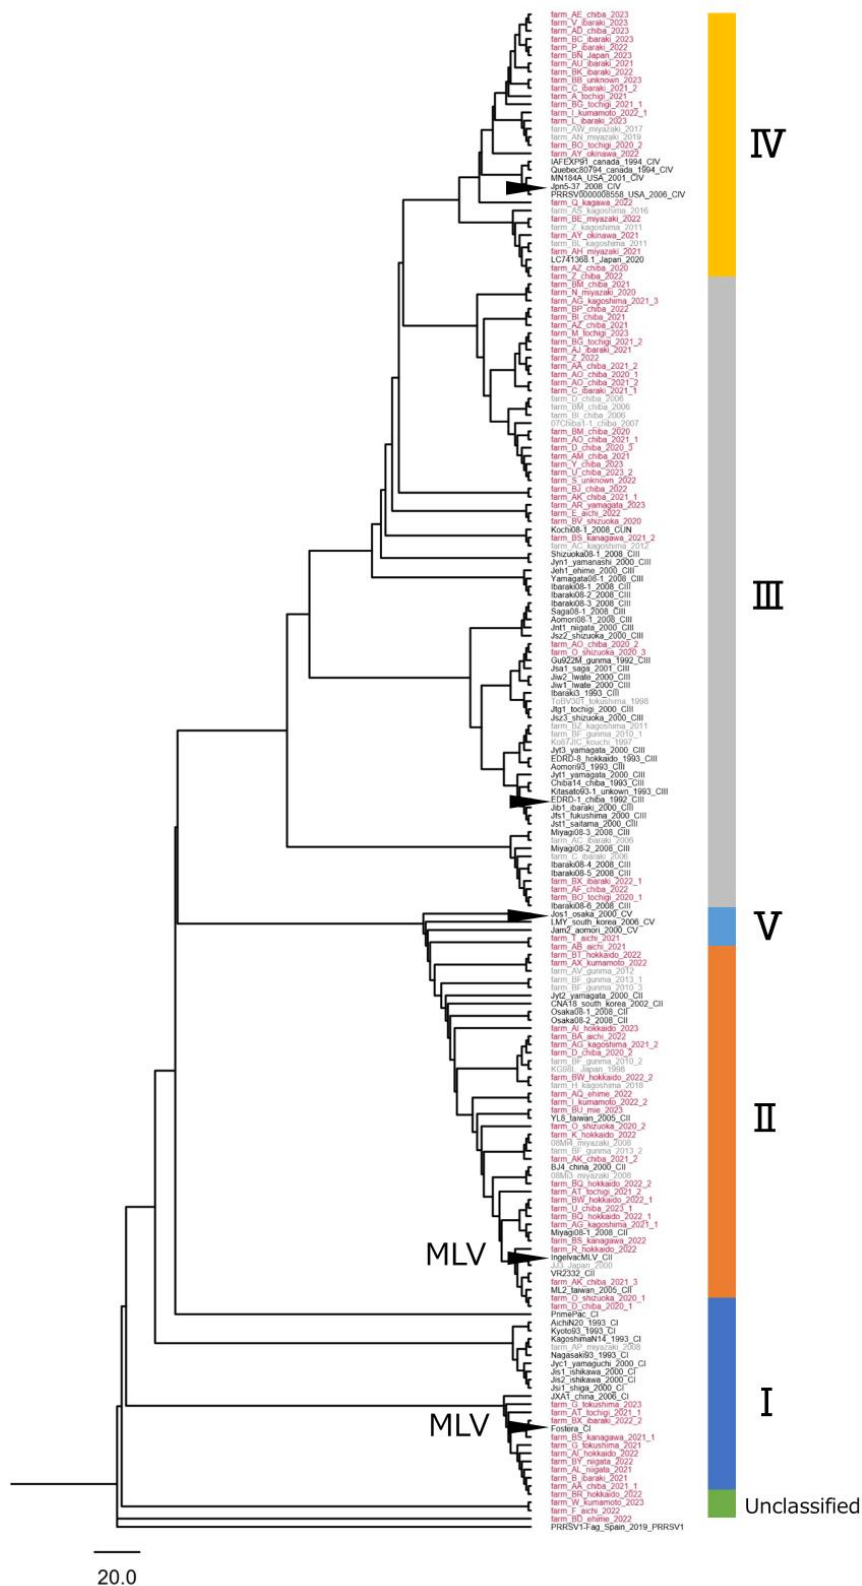 farm_AE_chiba_2023
farm_V_ibaraki_2023
farm_AD_chiba_2023
farm_BC_ibaraki_2023
farm_P_ibaraki_2022
farm_BN_Japan_2023
farm_AU_ibaraki_2021
farm_BK_ibaraki_2022
farm_BB_unknown_2023
farm_C_ibaraki_2021_2
farm_A_tochigi_2021
farm_BG_tochigi_2021_1
farm_I_kumamoto_2022_1
farm_L_ibaraki_2023
farm_AW_miyazaki_2017
farm_AN_miyazaki_2019
farm_BO_tochigi_2020_2
farm_AY_okinawa_2022
IAFEXP91_canada_1994_CIV
Quebec80794_canada_1994_CIV
MN184A_USA_2001_CIV
Jpn5-37_2008_CIV
PRRSV0000008558_USA_2006_CIV
farm_Q_kagawa_2022
farm_AS_kagoshima_2016
farm_BE_miyazaki_2022
farm_Z_kagoshima_2011
farm_AY_okinawa_2021
farm_BL_kagoshima_2011
farm_AH_miyazaki_2021
LC741368.1_Japan_2020
farm_AZ_chiba_2020
farm_Z_chiba_2022
IV
farm_BM_chiba_2021
farm_N_miyazaki_2020
farm_AG_kagoshima_2021_3
farm_BP_chiba_2022
farm_BI_chiba_2021
farm_AZ_chiba_2021
farm_M_tochigi_2023
farm_BG_tochigi_2021_2
farm_AJ_ibaraki_2021
farm_Z_2022
farm_AA_chiba_2021_2
farm_AO_chiba_2020_1
farm_AO_chiba_2021_2
farm_C_ibaraki_2021_1
farm_D_chiba_2006
farm_BM_chiba_2006
farm_BI_chiba_2006
07Chiba1-1_chiba_2007
farm_BM_chiba_2020
farm_AO_chiba_2021_1
farm_D_chiba_2020_3
farm_AM_chiba_2021
farm_Y_chiba_2023
farm_U_chiba_2023_2
farm_S_unknown_2022
farm_BJ_chiba_2022
farm_AK_chiba_2021_1
farm_AR_yamagata_2023
farm_E_aichi_2022
farm_BV_shizuoka_2020
Kochi08-1_2008_CUN
farm_BS_kanagawa_2021_2
farm_AC_kagoshima_2012
Shizuoka08-1_2008_CIII
Jyn1_yamanashi_2000_CIII
Jeh1_ehime_2000_CIII
Yamagata08-1_2008_CIII
Ibaraki08-1_2008_CIII
Ibaraki08-2_2008_CIII
Ibaraki08-3_2008_CIII
Saga08-1_2008_CIII
Aomori08-1_2008_CIII
Jnt1_niigata_2000_CIII
Jsz2_shizuoka_2000_CIII
farm_AO_chiba_2020_2
farm_O_shizuoka_2020_3
Gu922M_gunma_1992_CIII
Jsa1_saga_2001_CIII
Jiw2_Iwate_2000_CIII
Jiw1_Iwate_2000_CIII
Ibaraki3_1993_CIII
ToBV301_tokushima_1998
Jtg1_tochigi_2000_CIII
Jsz3_shizuoka_2000_CIII
farm_BZ_kagoshima_2011
farm_BF_gunma_2010_1
Ko87JIC_kouchi_1997
Jyt3_yamagata_2000_CIII
EDRD-8_hokkaido_1993_CIII
Aomori93_1993_CIII
Jyt1_yamagata_2000_CIII
Chiba14_chiba_1993_CIII
Kitasato93-1_unkown_1993_CIII
EDRD-1_chiba_1992_CIII
Jib1_ibaraki_2000_CIII
Jfs1_fukushima_2000_CIII
Jst1_saitama_2000_CIII
Miyagi08-3_2008_CIII
farm_AC_ibaraki_2006
Miyagi08-2_2008_CIII
farm_C_ibaraki_2006
Ibaraki08-4_2008_CIII
Ibaraki08-5_2008_CIII
farm_BX_ibaraki_2022_1
farm_AF_chiba_2022
farm_BO_tochigi_2020_1
Ibaraki08-6_2008_CIII
III
Jos1_osaka_2000_CV
LMY_south_korea_2006_CV
Jam2_aomori_2000_CV
farm_T_aichi_2021
farm_AB_aichi_2021
V
farm_BT_hokkaido_2022
farm_AX_kumamoto_2022
farm_AV_gunma_2012
farm_BF_gunma_2013_1
farm_BF_gunma_2010_3
Jyt2_yamagata_2000_CII
CNA18_south_korea_2002_CII
Osaka08-1_2008_CII
Osaka08-2_2008_CII
farm_AI_hokkaido_2023
farm_BA_aichi_2022
farm_AG_kagoshima_2021_2
farm_D_chiba_2020_2
farm_BF_gunma_2010_2
KG98L_Japan_1998
farm_BW_hokkaido_2022_2
farm_H_kagoshima_2018
farm_AQ_ehime_2022
farm_I_kumamoto_2022_2
farm_BU_mie_2023
YL8_taiwan_2005_CII
farm_O_shizuoka_2020_2
farm_K_hokkaido_2022
08Mi4_miyazaki_2008
farm_BF_gunma_2013_2
farm_AK_chiba_2021_2
BJ4_china_2000_CII
08Mi3_miyazaki_2008
farm_BQ_hokkaido_2022_2
farm_AT_tochigi_2021_2
farm_BW_hokkaido_2022_1
farm_U_chiba_2023_1
farm_BQ_hokkaido_2022_1
farm_AG_kagoshima_2021_1
Miyagi08-1_2008_CII
farm_BS_kanagawa_2022
farm_R_hokkaido_2022
MLV
IngelvacMLV_CII
JJ3_Japan_2000
VR2332_CII
farm_AK_chiba_2021_3
ML2_taiwan_2005_CII
farm_O_shizuoka_2020_1
farm_D_chiba_2020_1
II
PrimePac_CI
AichiN20_1993_CI
Kyoto93_1993_CI
KagoshimaN14_1993_CI
farm_AP_miyazaki_2008
Nagasaki93_1993_CI
Jyc1_yamaguchi_2000_CI
Jis1_ishikawa_2000_CI
Jis2_ishikawa_2000_CI
Jsi1_shiga_2000_CI
JXA1_china_2006_CI
farm_G_tokushima_2023
farm_AT_tochigi_2021_1
farm_BX_ibaraki_2022_2
MLV
Fostera_CI
farm_BS_kanagawa_2021_1
farm_G_tokushima_2021
farm_AI_hokkaido_2022
farm_BY_niigata_2022
farm_AL_niigata_2021
farm_B_ibaraki_2021
farm_AA_chiba_2021_1
I
farm_BR_hokkaido_2022
farm_W_kumamoto_2023
farm_F_aichi_2022
farm_BD_ehime_2022
Unclassified
PRRSV1-Fag_Spain_2019_PRRSV1
20.0